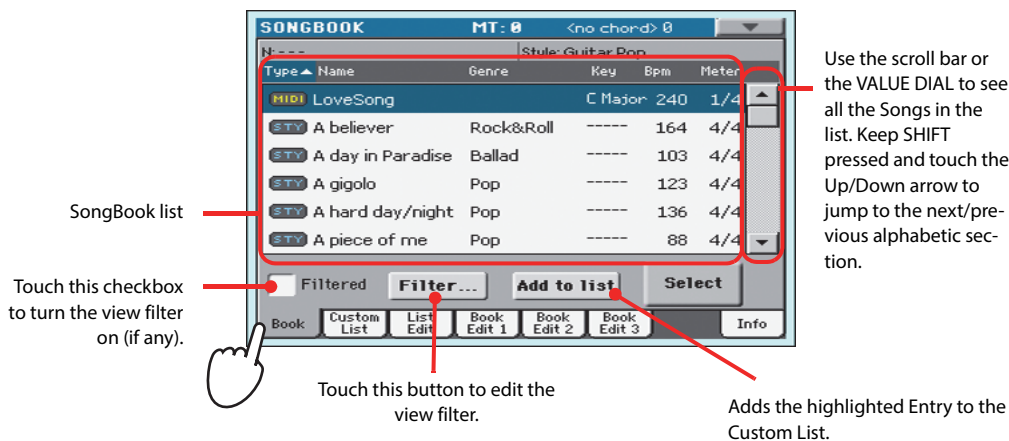 SONGBOOK MT: 0 <no chord> 0
N: --- Style: Guitar Pop
Type Name Genre Key Bpm Meter
MIDI LoveSong C Major 240 1/4
STY A believer Rock&Roll ----- 164 4/4
STY A day in Paradise Ballad ----- 103 4/4
STY A gigolo Pop ----- 123 4/4
STY A hard day/night Pop ----- 136 4/4
STY A piece of me Pop ----- 88 4/4
Filtered Filter... Add to list Select
Book Custom List List Edit Book Edit 1 Book Edit 2 Book Edit 3 Info
Use the scroll bar or
the VALUE DIAL to see
all the Songs in the
list. Keep SHIFT
pressed and touch the
Up/Down arrow to
jump to the next/pre-
vious alphabetic sec-
tion.
SongBook list
Touch this checkbox
to turn the view filter
on (if any).
Touch this button to edit the
view filter.
Adds the highlighted Entry to the
Custom List.